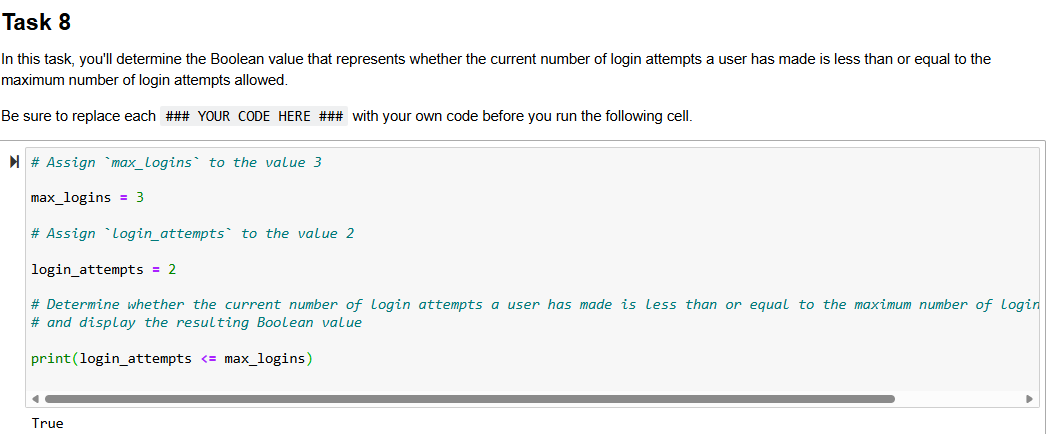 Task 8
In this task, you'll determine the Boolean value that represents whether the current number of login attempts a user has made is less than or equal to the
maximum number of login attempts allowed.
Be sure to replace each ### YOUR CODE HERE ### with your own code before you run the following cell.
# Assign `max_logins` to the value 3
max_logins = 3
# Assign `login_attempts` to the value 2
login_attempts = 2
# Determine whether the current number of login attempts a user has made is less than or equal to the maximum number of login
# and display the resulting Boolean value
print(login_attempts <= max_logins)
True